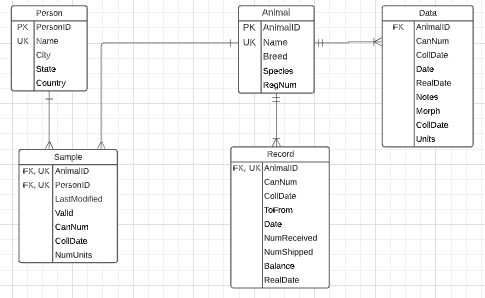 Person
PK PersonID
UK Name
City
State
Country
Animal
PK AnimalID
UK Name
Breed
Species
RegNum
Data
FK AnimalID
CanNum
CollDate
Date
RealDate
Notes
Morph
CollDate
Units
Sample
FK, UK AnimalID
FK, UK PersonID
LastModified
Valid
CanNum
CollDate
NumUnits
Record
FK, UK AnimalID
CanNum
CollDate
ToFrom
Date
NumReceived
NumShipped
Balance
RealDate